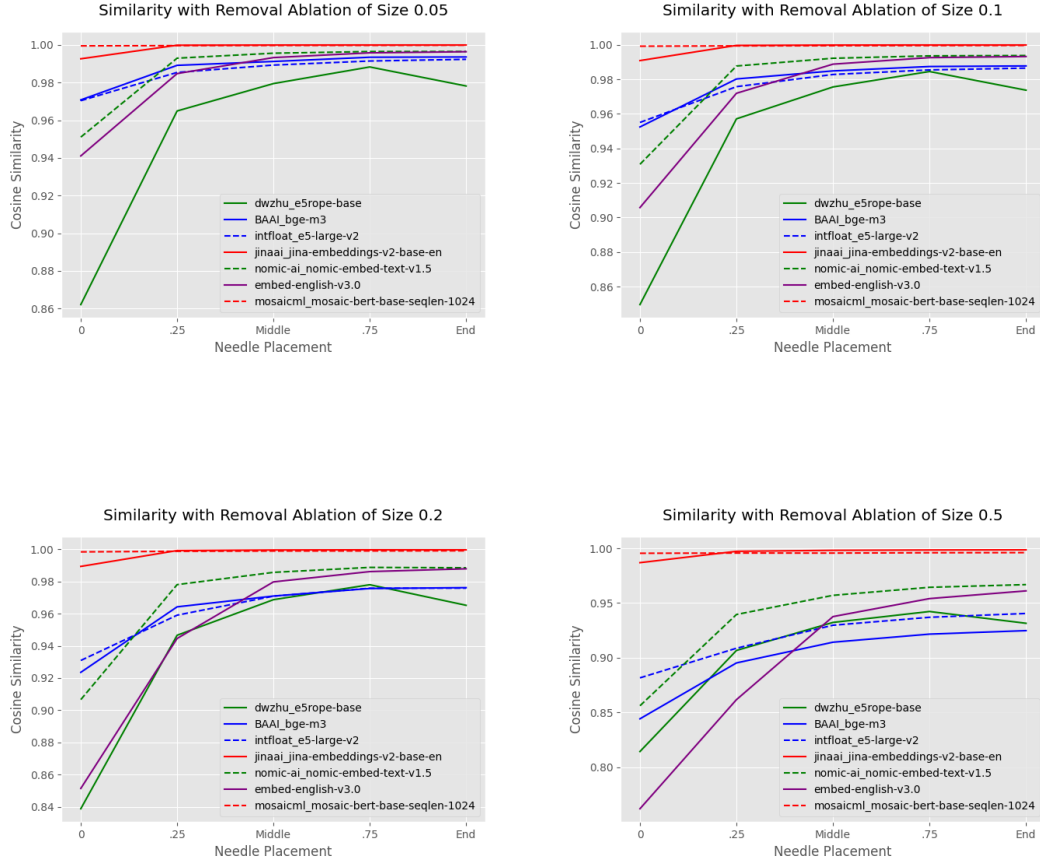 Similarity with Removal Ablation of Size 0.05
Cosine Similarity
1.00
0.98
0.96
0.94
0.92
0.90
0.88
0.86
dwzhu_e5rope-base
BAAI_bge-m3
intfloat_e5-large-v2
jinaai_jina-embeddings-v2-base-en
nomic-ai_nomic-embed-text-v1.5
embed-english-v3.0
mosaicml_mosaic-bert-base-seqlen-1024
0 .25 Middle .75 End
Needle Placement
Similarity with Removal Ablation of Size 0.1
Cosine Similarity
1.00
0.98
0.96
0.94
0.92
0.90
0.88
0.86
dwzhu_e5rope-base
BAAI_bge-m3
intfloat_e5-large-v2
jinaai_jina-embeddings-v2-base-en
nomic-ai_nomic-embed-text-v1.5
embed-english-v3.0
mosaicml_mosaic-bert-base-seqlen-1024
0 .25 Middle .75 End
Needle Placement
Similarity with Removal Ablation of Size 0.2
Cosine Similarity
1.00
0.98
0.96
0.94
0.92
0.90
0.88
0.86
0.84
dwzhu_e5rope-base
BAAI_bge-m3
intfloat_e5-large-v2
jinaai_jina-embeddings-v2-base-en
nomic-ai_nomic-embed-text-v1.5
embed-english-v3.0
mosaicml_mosaic-bert-base-seqlen-1024
0 .25 Middle .75 End
Needle Placement
Similarity with Removal Ablation of Size 0.5
Cosine Similarity
1.00
0.95
0.90
0.85
0.80
dwzhu_e5rope-base
BAAI_bge-m3
intfloat_e5-large-v2
jinaai_jina-embeddings-v2-base-en
nomic-ai_nomic-embed-text-v1.5
embed-english-v3.0
mosaicml_mosaic-bert-base-seqlen-1024
0 .25 Middle .75 End
Needle Placement